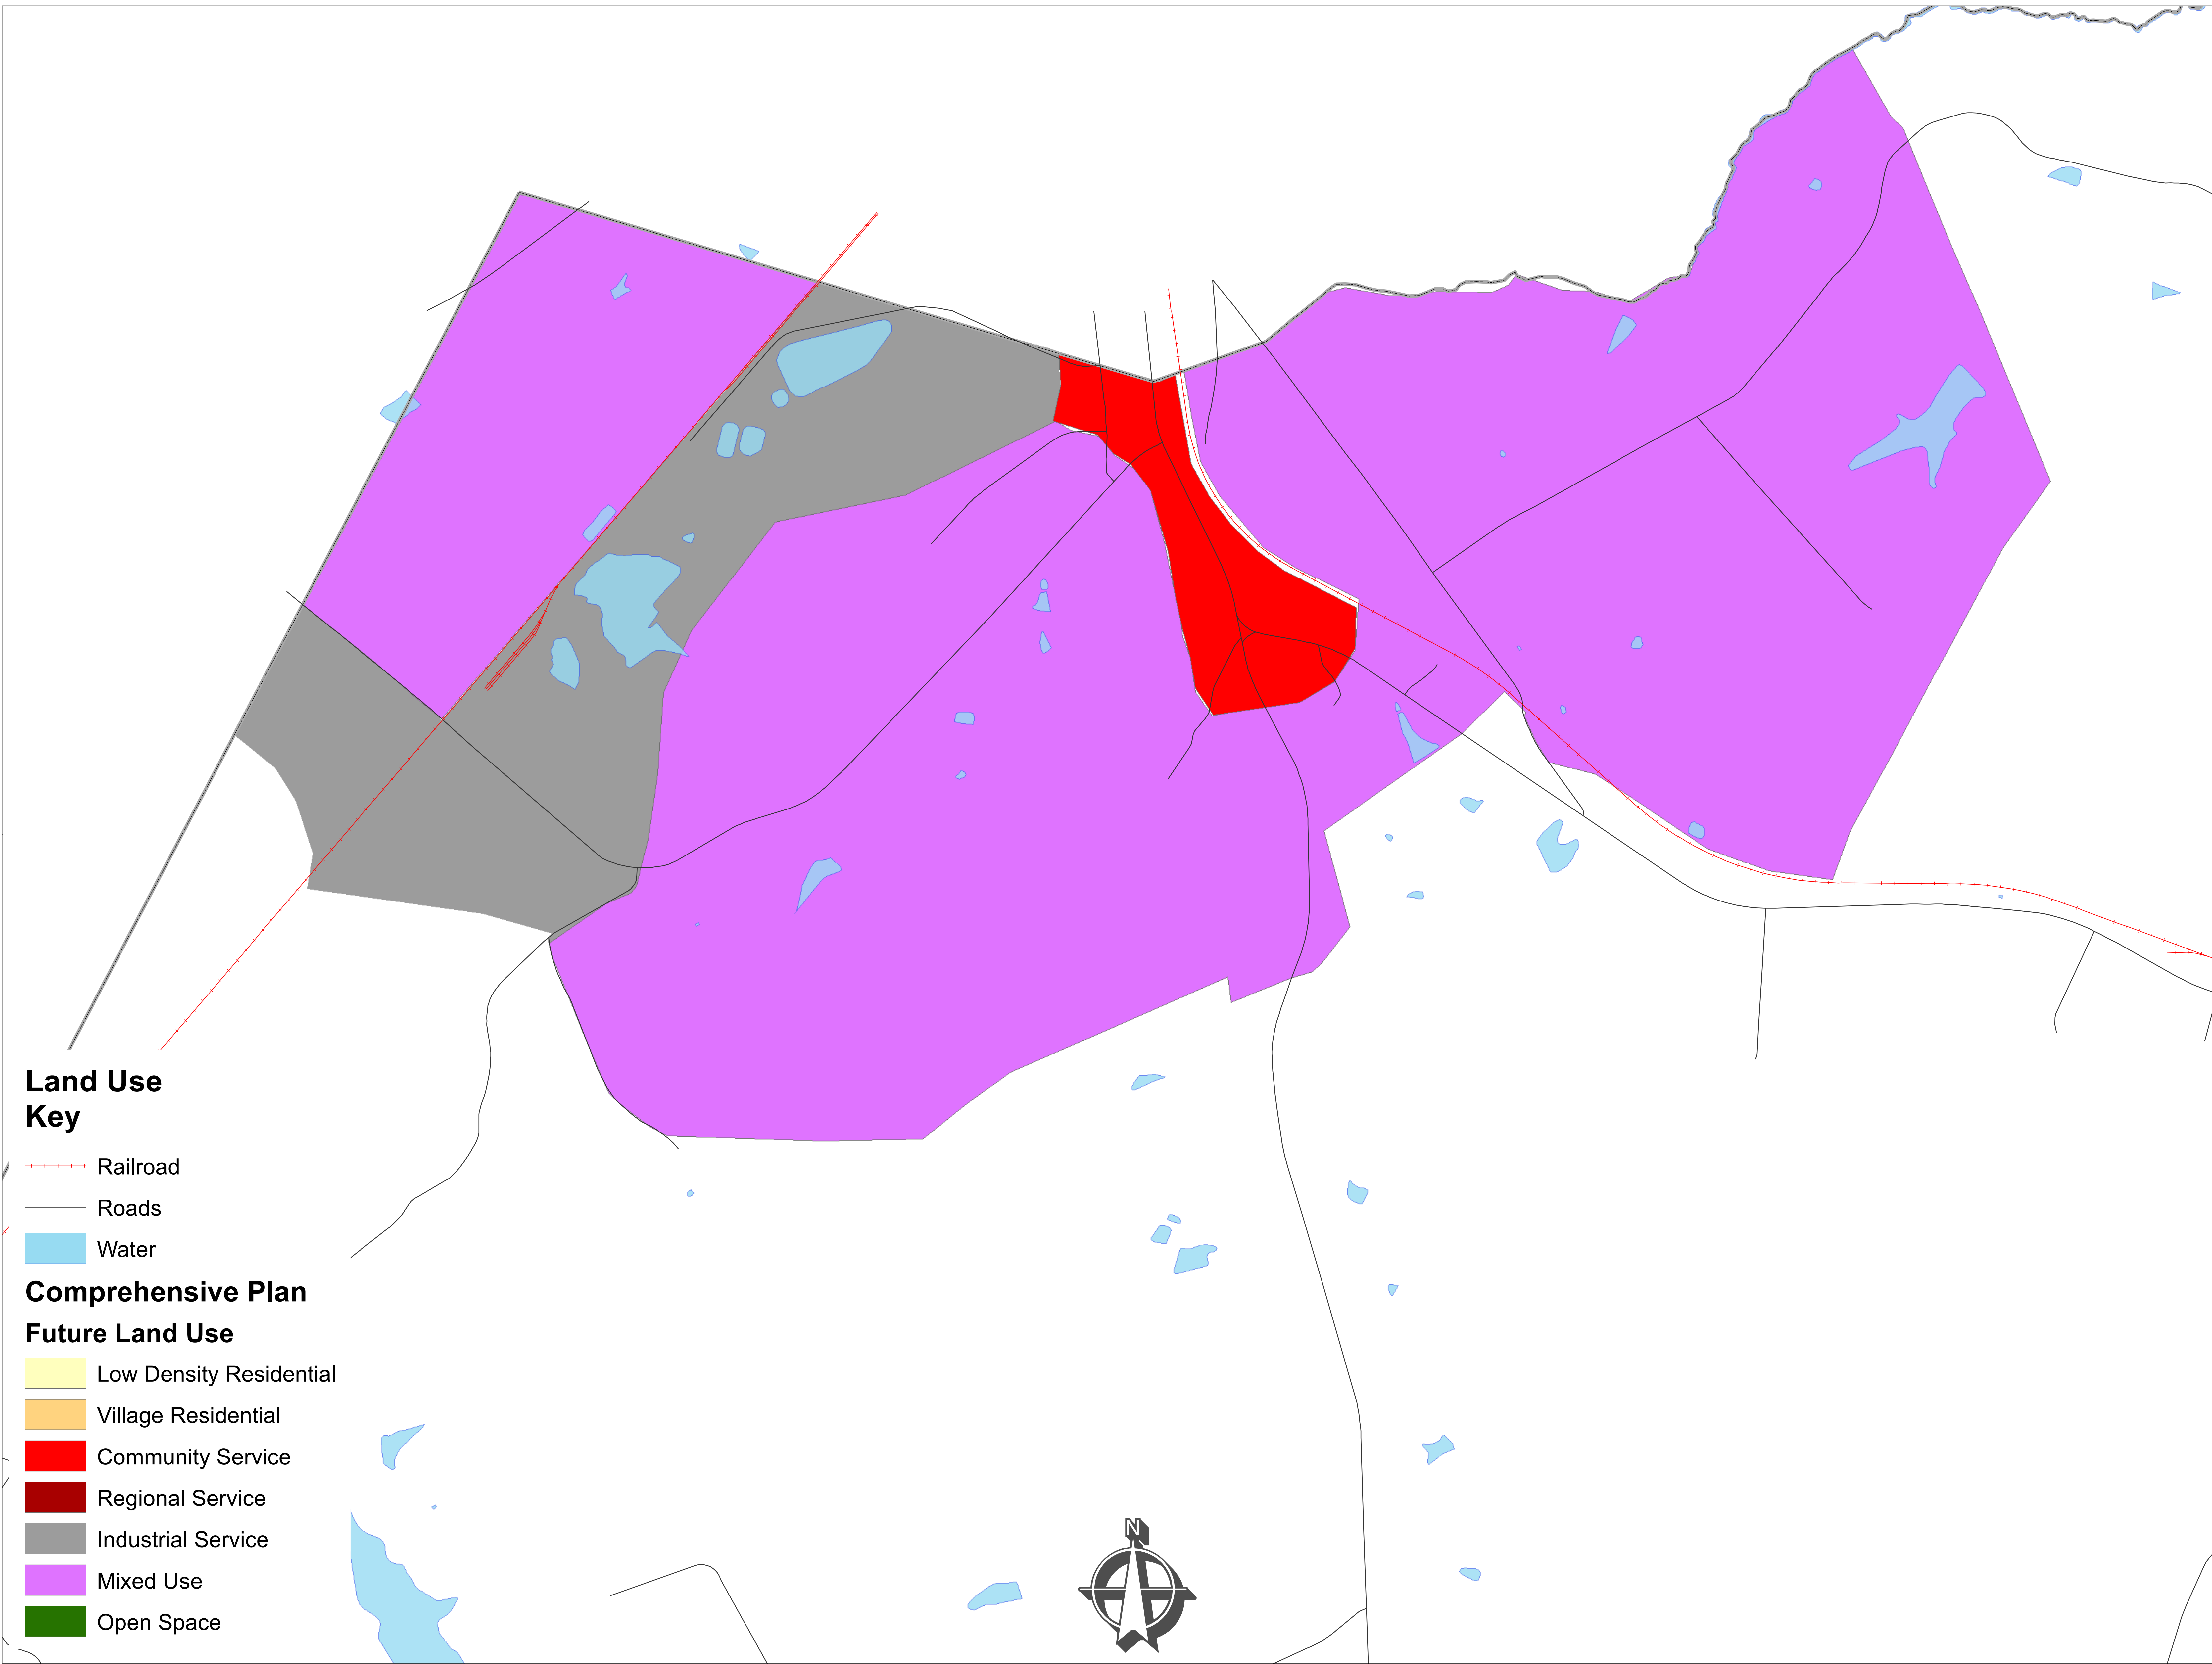 N
Land Use
Key
Railroad
Roads
Water
Comprehensive Plan
Future Land Use
Low Density Residential
Village Residential
Community Service
Regional Service
Industrial Service
Mixed Use
Open Space